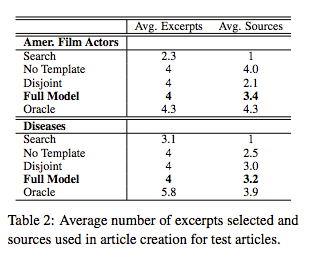 Avg. Excerpts Avg. Sources
Amer. Film Actors
Search 2.3 1
No Template 4 4.0
Disjoint 4 2.1
Full Model 4 3.4
Oracle 4.3 4.3
Diseases
Search 3.1 1
No Template 4 2.5
Disjoint 4 3.0
Full Model 4 3.2
Oracle 5.8 3.9
Table 2: Average number of excerpts selected and
sources used in article creation for test articles.